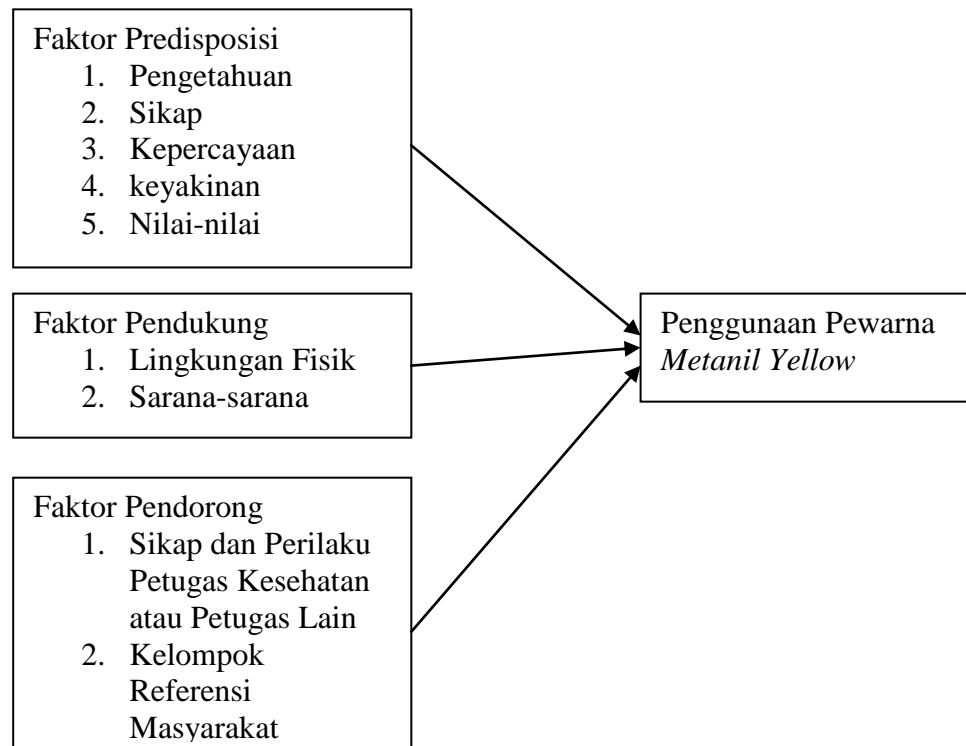 Faktor Predisposisi
1. Pengetahuan
2. Sikap
3. Kepercayaan
4. keyakinan
5. Nilai-nilai
Faktor Pendukung
1. Lingkungan Fisik
2. Sarana-sarana
Faktor Pendorong
1. Sikap dan Perilaku
Petugas Kesehatan
atau Petugas Lain
2. Kelompok
Referensi
Masyarakat
Penggunaan Pewarna
Metanil Yellow